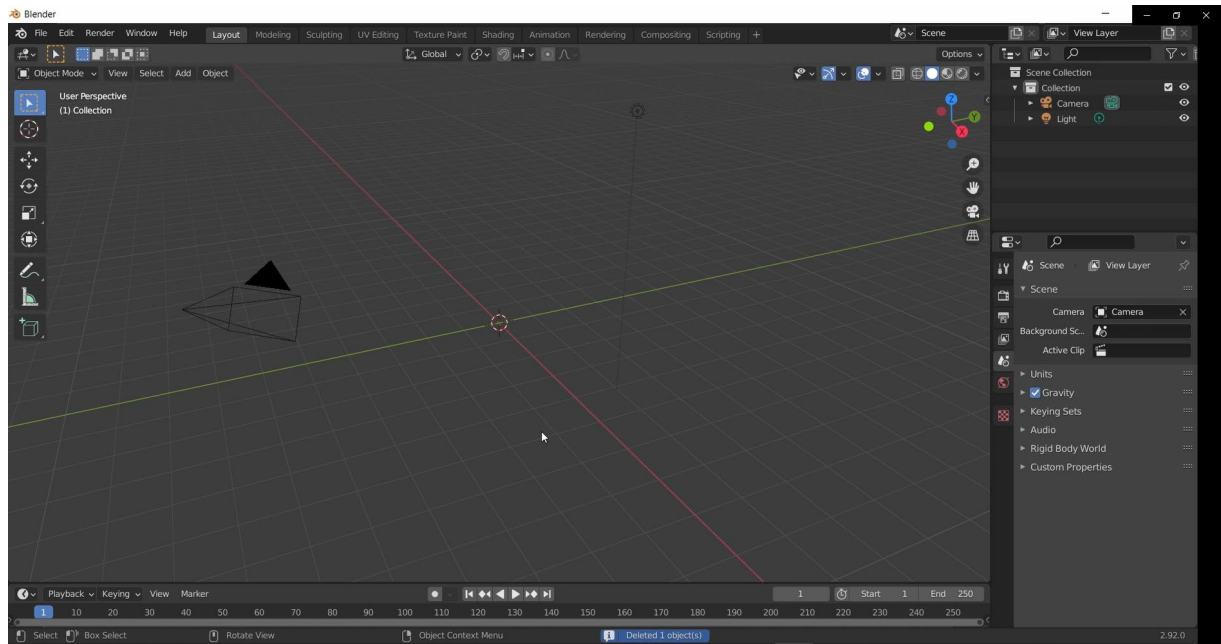 Blender
File Edit Render Window Help Layout Modeling Sculpting UV Editing Texture Paint Shading Animation Rendering Compositing Scripting + Scene View Layer
Global Options
Object Mode View Select Add Object
User Perspective
(1) Collection
Z
Y
X
Scene Collection
Collection
Camera
Light
Scene View Layer
Scene
Camera Camera
Background Sc...
Active Clip
Units
Gravity
Keying Sets
Audio
Rigid Body World
Custom Properties
Playback Keying View Marker 1 Start 1 End 250
1 10 20 30 40 50 60 70 80 90 100 110 120 130 140 150 160 170 180 190 200 210 220 230 240 250
Select Box Select Rotate View Object Context Menu Deleted 1 object(s) 2.92.0